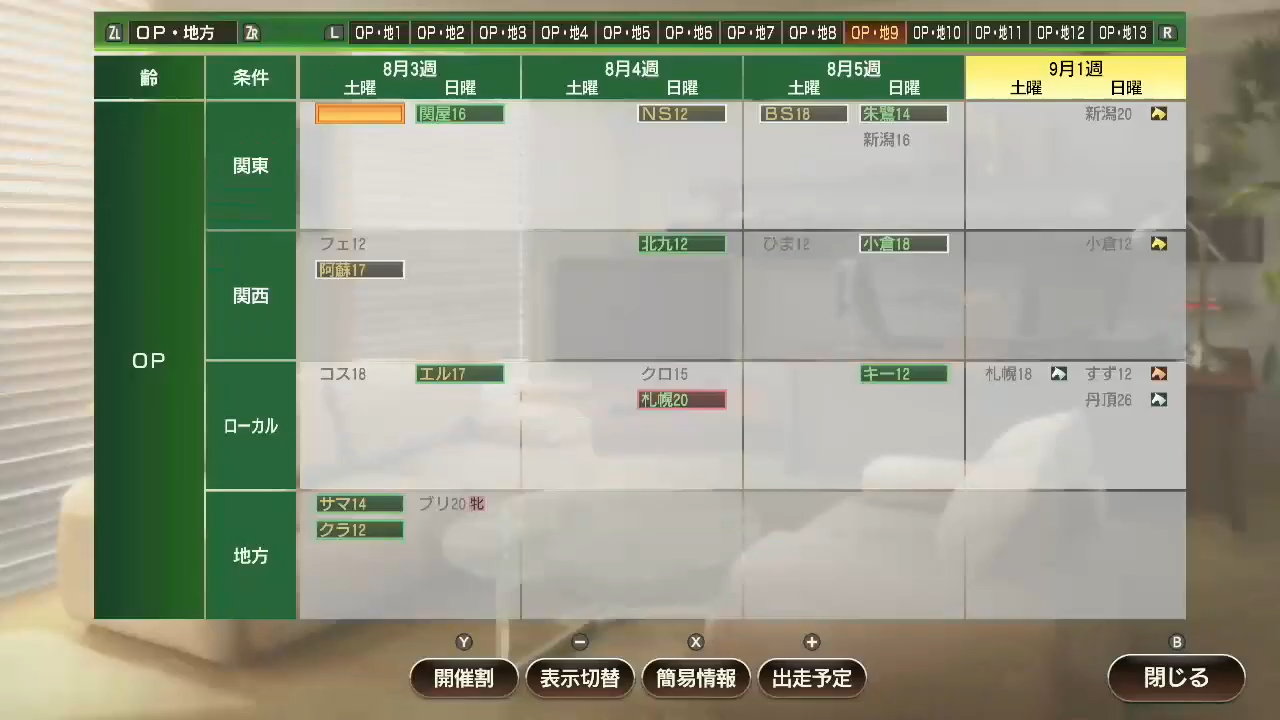 ZL OP・地方 ZR L OP・地1 OP・地2 OP・地3 OP・地4 OP・地5 OP・地6 OP・地7 OP・地8 OP・地9 OP・地10 OP・地11 OP・地12 OP・地13 R
齢 条件 8月3週 8月4週 8月5週 9月1週
土曜 日曜 土曜 日曜 土曜 日曜 土曜 日曜
関屋16 NS12 BS18 朱鷺14 新潟20
新潟16
関東
フェ12 北九12 ひま12 小倉18 小倉12
阿蘇17
関西
OP
コス18 エル17 クロ15 キー12 札幌18 すず12
札幌20 丹頂26
ローカル
サマ14 ブリ20 牝
クラ12
地方
Y - X + B
開催割 表示切替 簡易情報 出走予定 閉じる